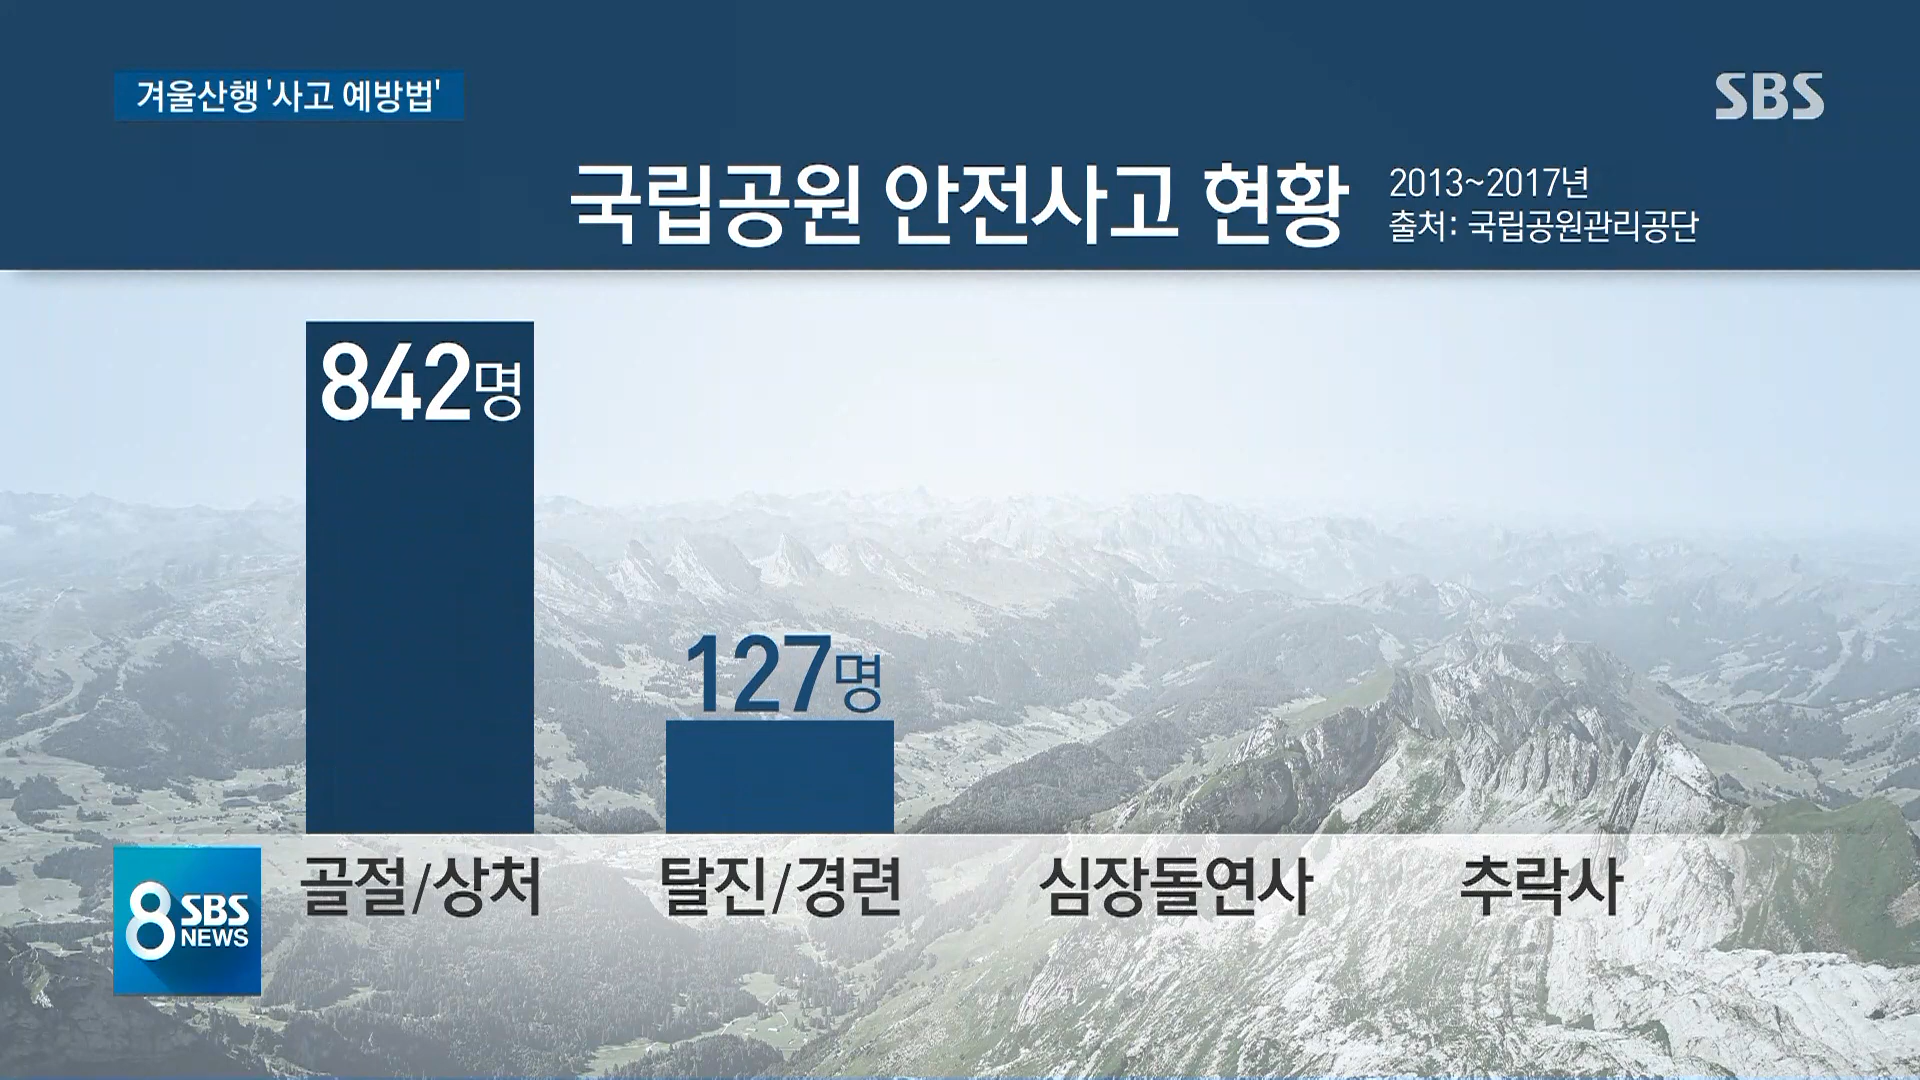 겨울산행 '사고 예방법'
SBS
국립공원 안전사고 현황
2013~2017년
출처: 국립공원관리공단
842명
127명
골절/상처
탈진/경련
심장돌연사
추락사
8 SBS
NEWS